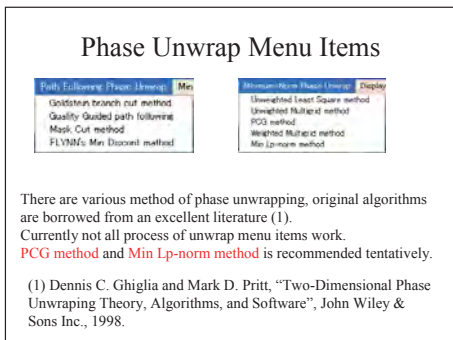 Phase Unwrap Menu Items
Path Following Phase Unwrap Min
Goldstein branch cut method
Quality Guided path following
Mask Cut method
FLYNN's Min Discont method
Minimum-Norm Phase Unwrap Display
Unweighted Least Square method
Unweighted Multigrid method
PCG method
Weighted Multigrid method
Min Lp-norm method
There are various method of phase unwrapping, original algorithms
are borrowed from an excellent literature (1).
Currently not all process of unwrap menu items work.
PCG method and Min Lp-norm method is recommended tentatively.
(1) Dennis C. Ghiglia and Mark D. Pritt, “Two-Dimensional Phase
Unwraping Theory, Algorithms, and Software”, John Wiley &
Sons Inc., 1998.